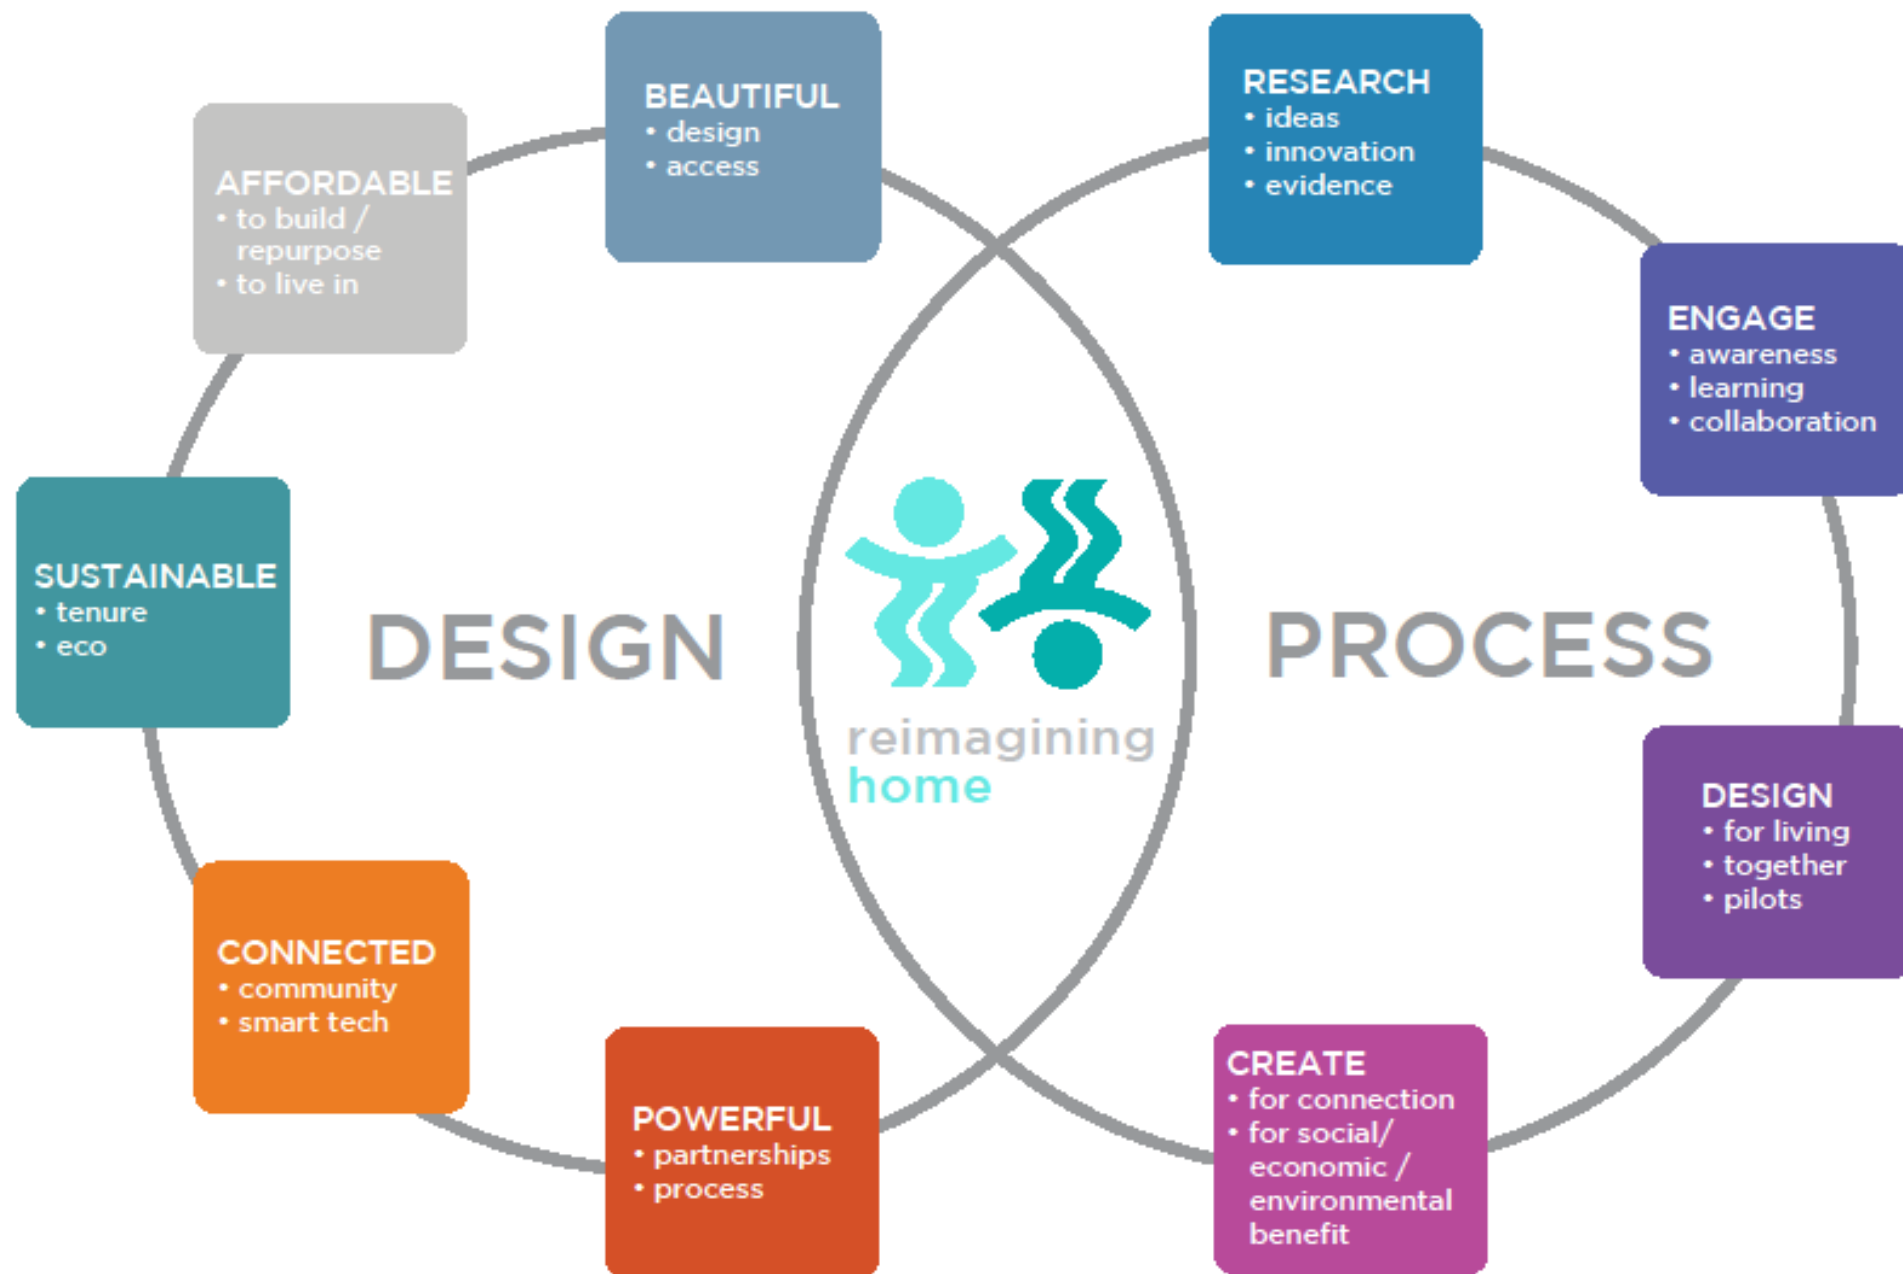 BEAUTIFUL
• design
• access
AFFORDABLE
• to build /
repurpose
• to live in
SUSTAINABLE
• tenure
• eco
CONNECTED
• community
• smart tech
POWERFUL
• partnerships
• process
DESIGN
reimagining
home
PROCESS
RESEARCH
• ideas
• innovation
• evidence
ENGAGE
• awareness
• learning
• collaboration
DESIGN
• for living
• together
• pilots
CREATE
• for connection
• for social/
economic /
environmental
benefit